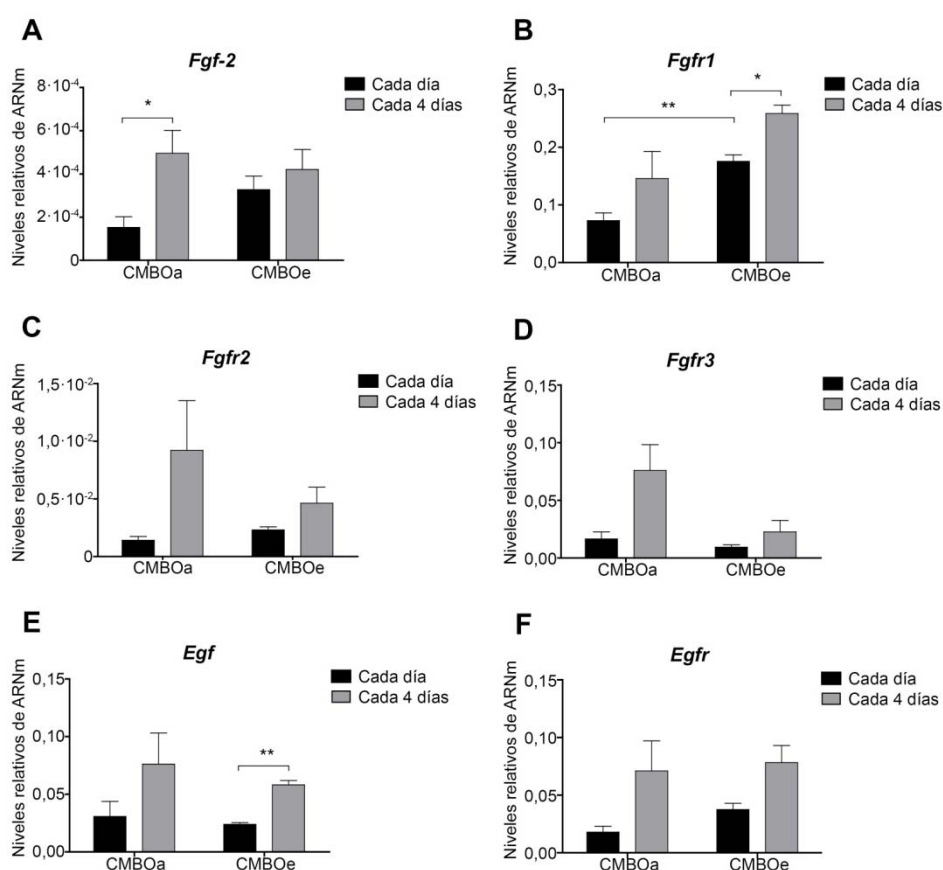 A
Fgf-2
Niveles relativos de ARNm
8·10-4
6·10-4
4·10-4
2·10-4
0
*
CMBOa
CMBOe
Cada día
Cada 4 días
B
Fgfr1
Niveles relativos de ARNm
0,3
0,2
0,1
0,0
**
*
CMBOa
CMBOe
Cada día
Cada 4 días
C
Fgfr2
Niveles relativos de ARNm
1,5·10-2
1,0·10-2
0,5·10-2
0
CMBOa
CMBOe
Cada día
Cada 4 días
D
Fgfr3
Niveles relativos de ARNm
0,15
0,10
0,05
0,00
CMBOa
CMBOe
Cada día
Cada 4 días
E
Egf
Niveles relativos de ARNm
0,15
0,10
0,05
0,00
**
CMBOa
CMBOe
Cada día
Cada 4 días
F
Egfr
Niveles relativos de ARNm
0,15
0,10
0,05
0,00
CMBOa
CMBOe
Cada día
Cada 4 días